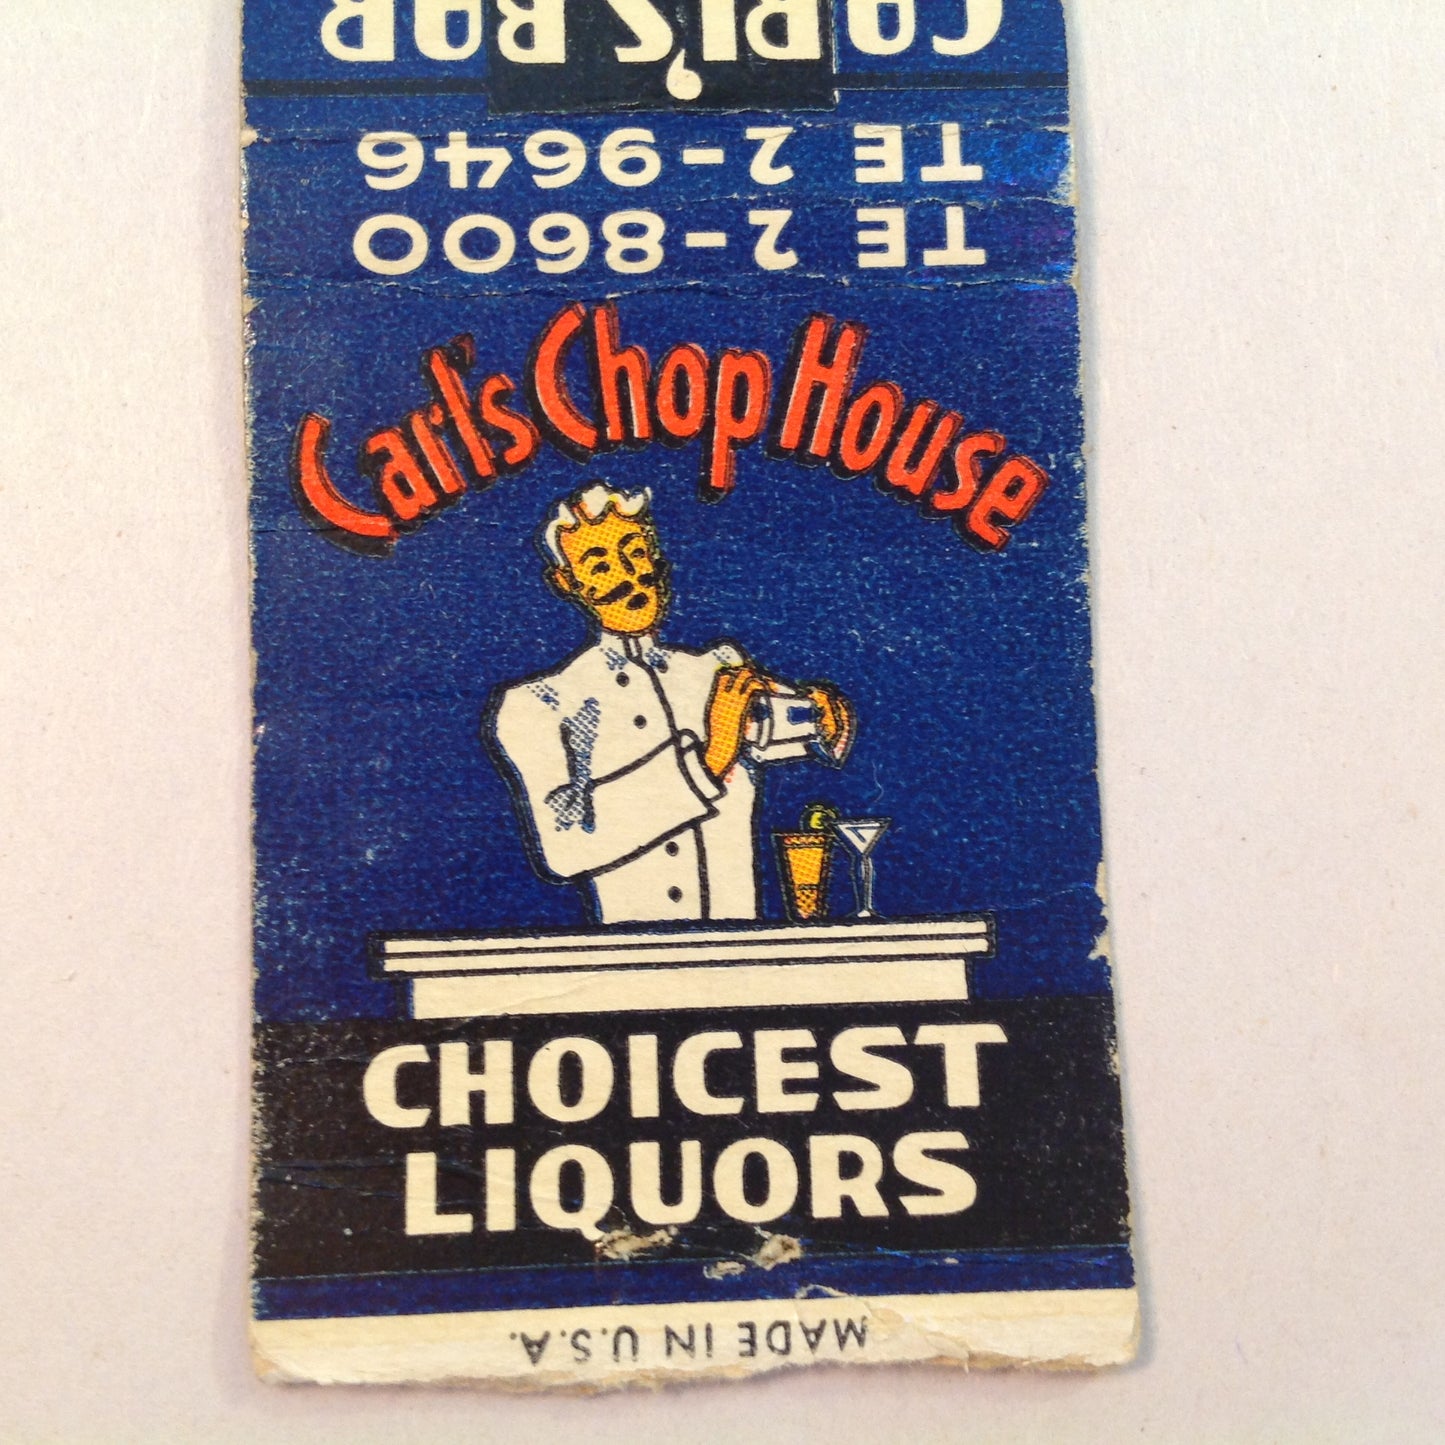 CARL'S BAR
TE 2-9646
TE 2-8600
Carl's Chop House
CHOICEST
LIQUORS
MADE IN U.S.A.